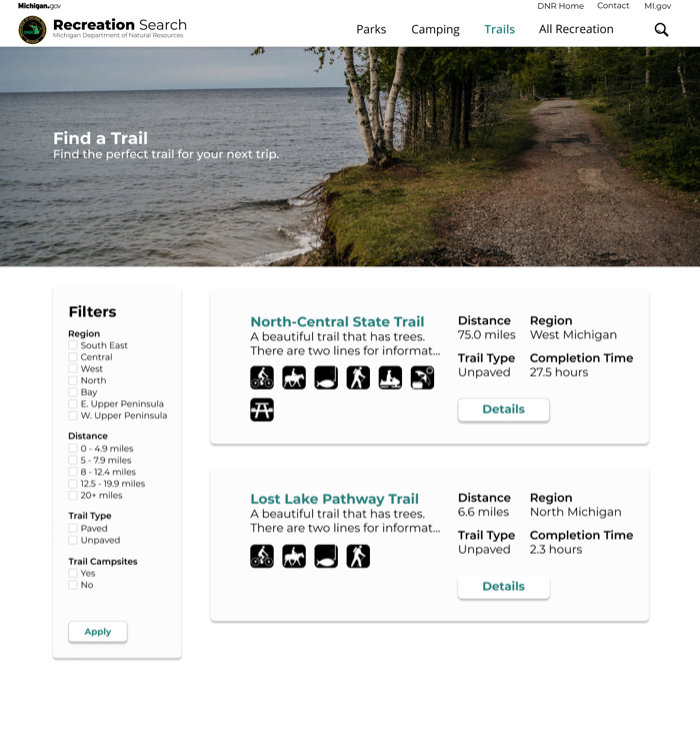 Michigan.gov
DNR Home Contact MI.gov
Recreation Search
Michigan Department of Natural Resources
Parks Camping Trails All Recreation
Find a Trail
Find the perfect trail for your next trip.
Filters
Region
South East
Central
West
North
Bay
E. Upper Peninsula
W. Upper Peninsula
Distance
0 - 4.9 miles
5 - 7.9 miles
8 - 12.4 miles
12.5 - 19.9 miles
20+ miles
Trail Type
Paved
Unpaved
Trail Campsites
Yes
No
Apply
North-Central State Trail
A beautiful trail that has trees.
There are two lines for informat...
Distance Region
75.0 miles West Michigan
Trail Type Completion Time
Unpaved 27.5 hours
Details
Lost Lake Pathway Trail
A beautiful trail that has trees.
There are two lines for informat...
Distance Region
6.6 miles North Michigan
Trail Type Completion Time
Unpaved 2.3 hours
Details